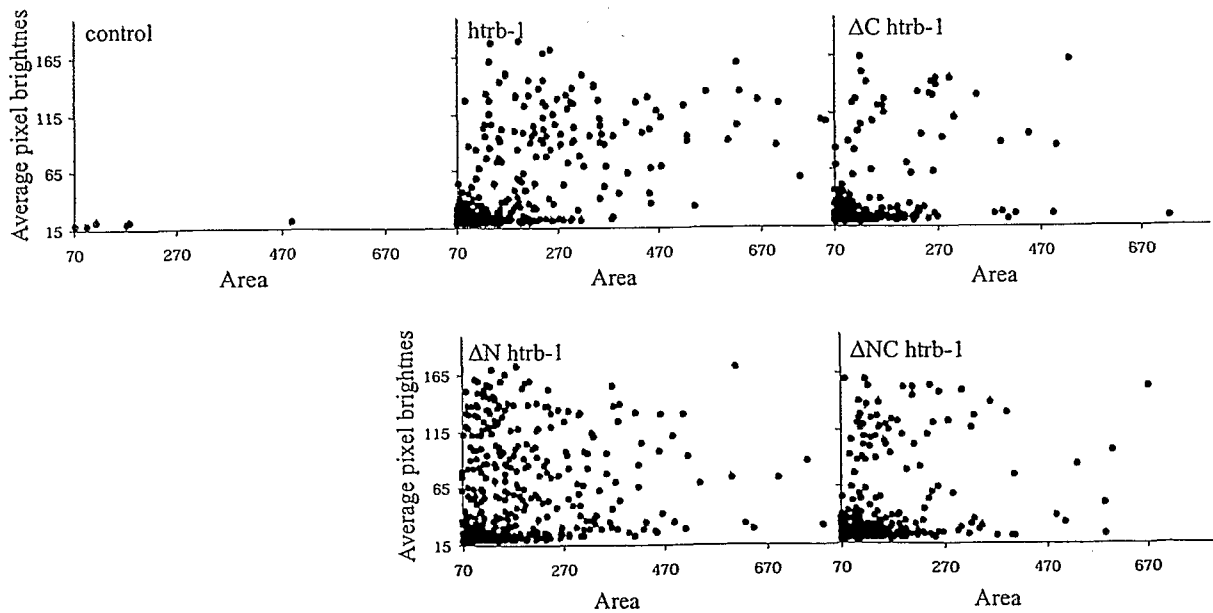 control
htrb-1
ΔC htrb-1
Average pixel brightnes
165
115
65
15
70 270 470 670
70 270 470 670
70 270 470 670
Area
Area
Area
ΔN htrb-1
ΔNC htrb-1
Average pixel brightnes
165
115
65
15
70 270 470 670
70 270 470 670
Area
Area